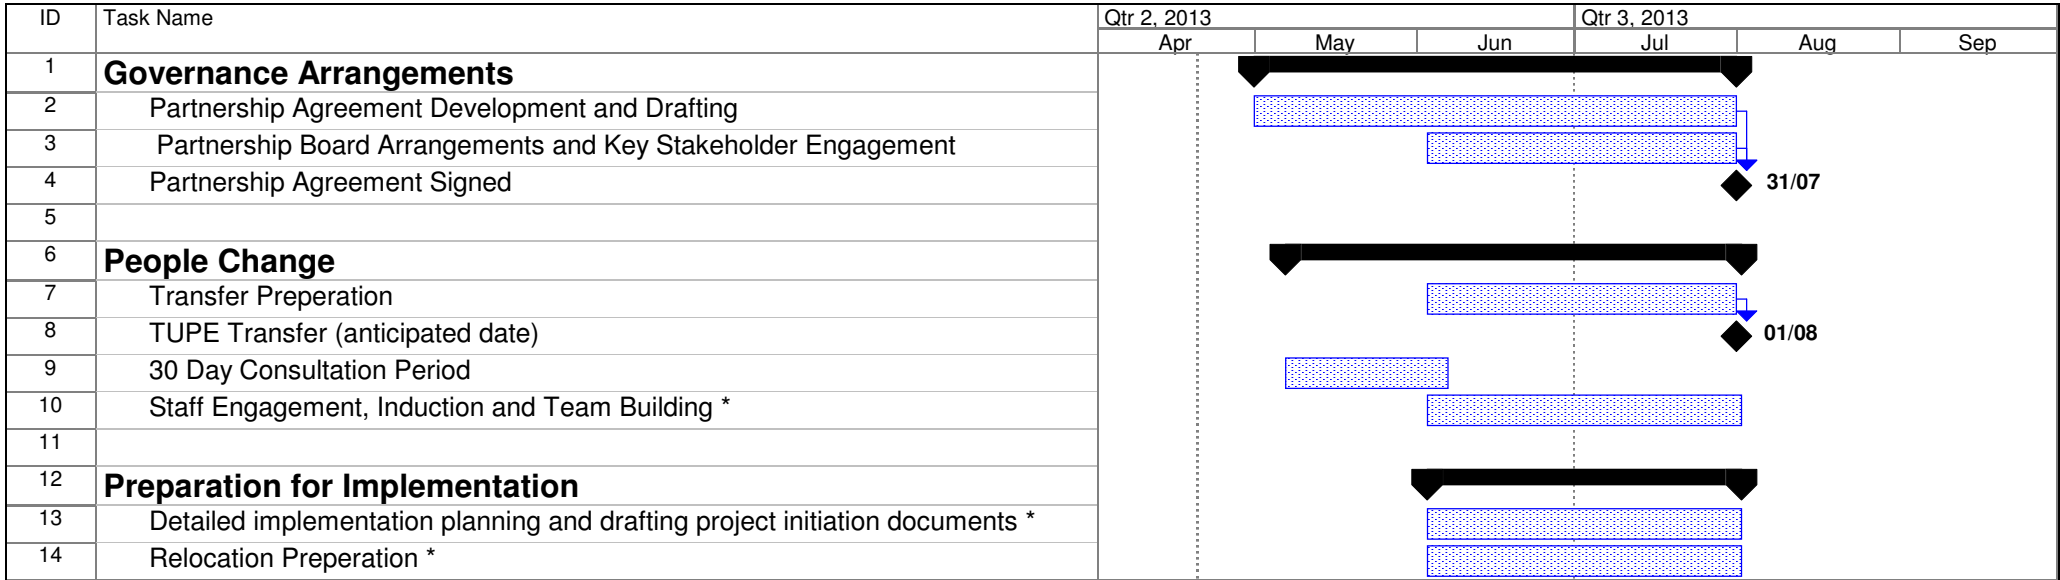 ID Task Name Qtr 2, 2013 Qtr 3, 2013
Apr May Jun Jul Aug Sep
1 Governance Arrangements
2 Partnership Agreement Development and Drafting
3 Partnership Board Arrangements and Key Stakeholder Engagement
4 Partnership Agreement Signed 31/07
5
6 People Change
7 Transfer Preperation
8 TUPE Transfer (anticipated date) 01/08
9 30 Day Consultation Period
10 Staff Engagement, Induction and Team Building *
11
12 Preparation for Implementation
13 Detailed implementation planning and drafting project initiation documents *
14 Relocation Preperation *